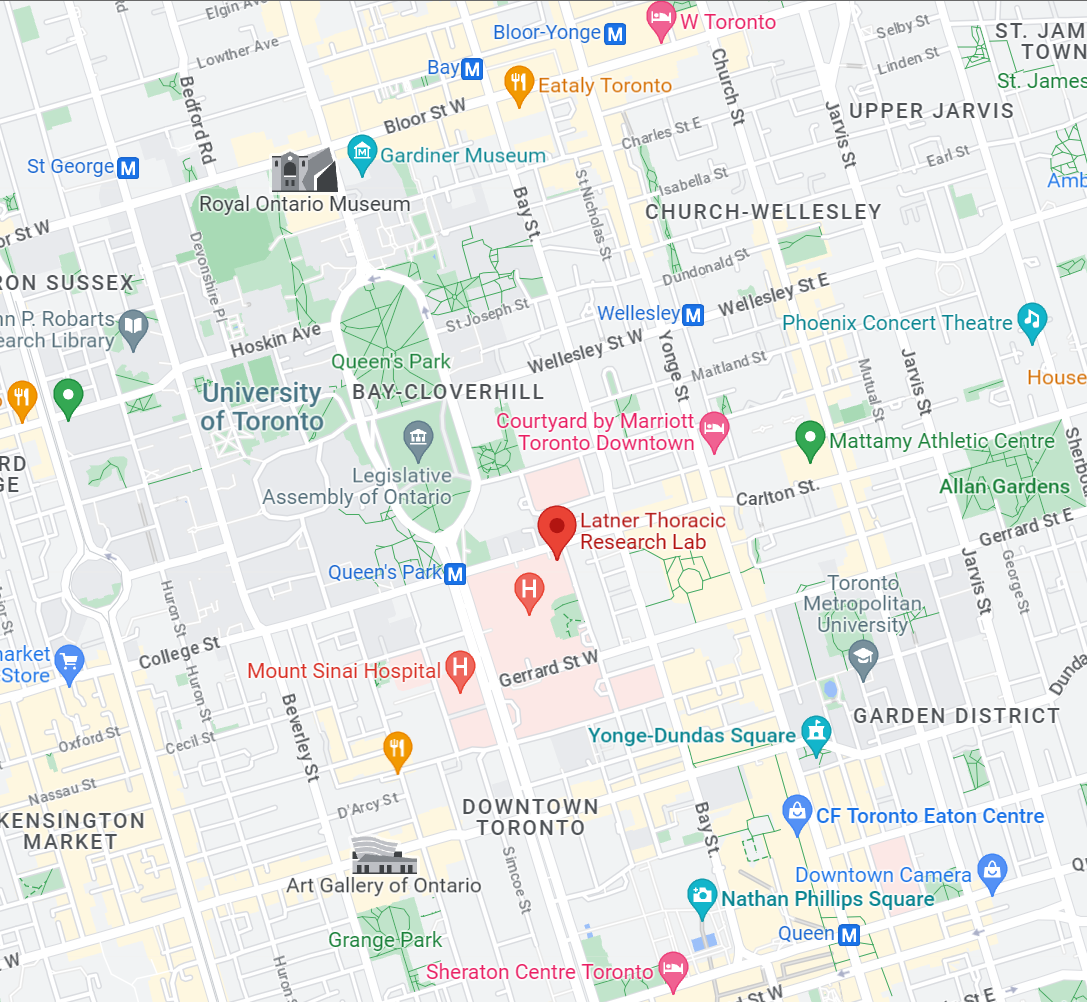 Elgin Ave
Bloor-Yonge M
W Toronto
Selby St
ST. JAM
TOWN
Lowther Ave
Linden St
Bay M
Church St
St. James
Eataly Toronto
Bedford Rd
UPPER JARVIS
Bloor St W
Jarvis St
Charles St E
St George M
Gardiner Museum
Earl St
Isabella St
Amb
Royal Ontario Museum
Bay St.
St Nicholas St
CHURCH-WELLESLEY
or St W
Devonshire Pl
Dundonald St
ON SUSSEX
Wellesley St E
St Joseph St
Wellesley M
nn P. Robarts
earch Library
Phoenix Concert Theatre
Hoskin Ave
Wellesley St W
Yonge St
Queen's Park
Maitland St
Jarvis St
Mutual St
House
University
of Toronto
BAY-CLOVERHILL
Courtyard by Marriott
Toronto Downtown
Mattamy Athletic Centre
Sherbo
RD
GE
Legislative
Assembly of Ontario
Carlton St.
Allan Gardens
Latner Thoracic
Research Lab
Gerrard St E
Queen's Park M
H
Jarvis St
George St
Toronto
Metropolitan
University
Huron St
College St
arket
Store
Mount Sinai Hospital H
Gerrard St W
Dunda
Huron St
Beverley St
GARDEN DISTRICT
Oxford St
Cecil St
Yonge-Dundas Square
Nassau St
D'Arcy St
DOWNTOWN
TORONTO
Bay St.
CF Toronto Eaton Centre
KENSINGTON
MARKET
Simcoe St
Downtown Camera
Art Gallery of Ontario
Nathan Phillips Square
Grange Park
Queen M
W
Huron St
Sheraton Centre Toronto
d St W
St E